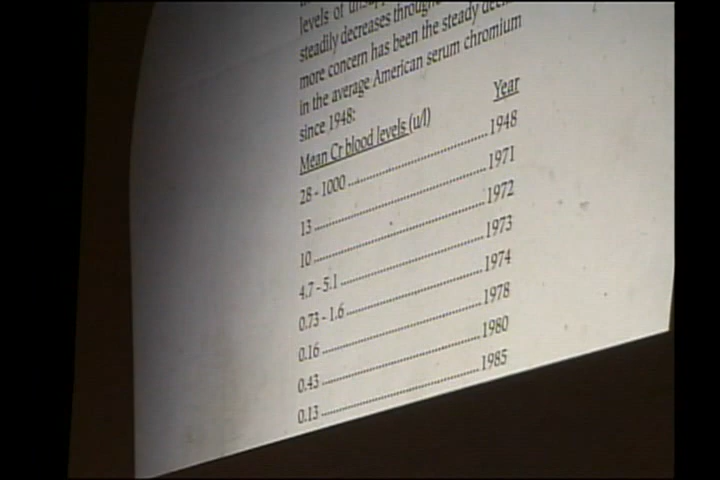 levels of
steadily decreases
more concern has been the steady
in the average American serum chromium
since 1948:
Mean Cr blood levels (u/l) Year
28 - 1000 ........ 1948
13 ........ 1971
10 ........ 1972
4.7 - 5.1 ........ 1973
0.73 - 1.6 ........ 1974
0.16 ........ 1978
0.43 ........ 1980
0.13 ........ 1985